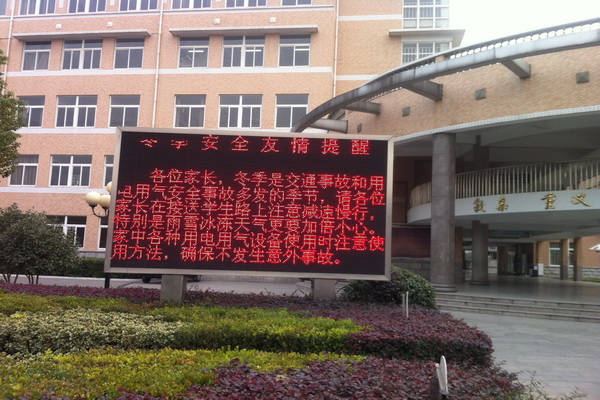 冬季安全友情提醒
各位家长,冬季是交通事故和用
电用气安全事故多发的季节,请各位
家长接送学生路上注意减速慢行,
特别是雨雪冰冻天气更要加倍小心。
家中各种用电用气设备使用时注意使
用方法,确保不发生意外事故。
重